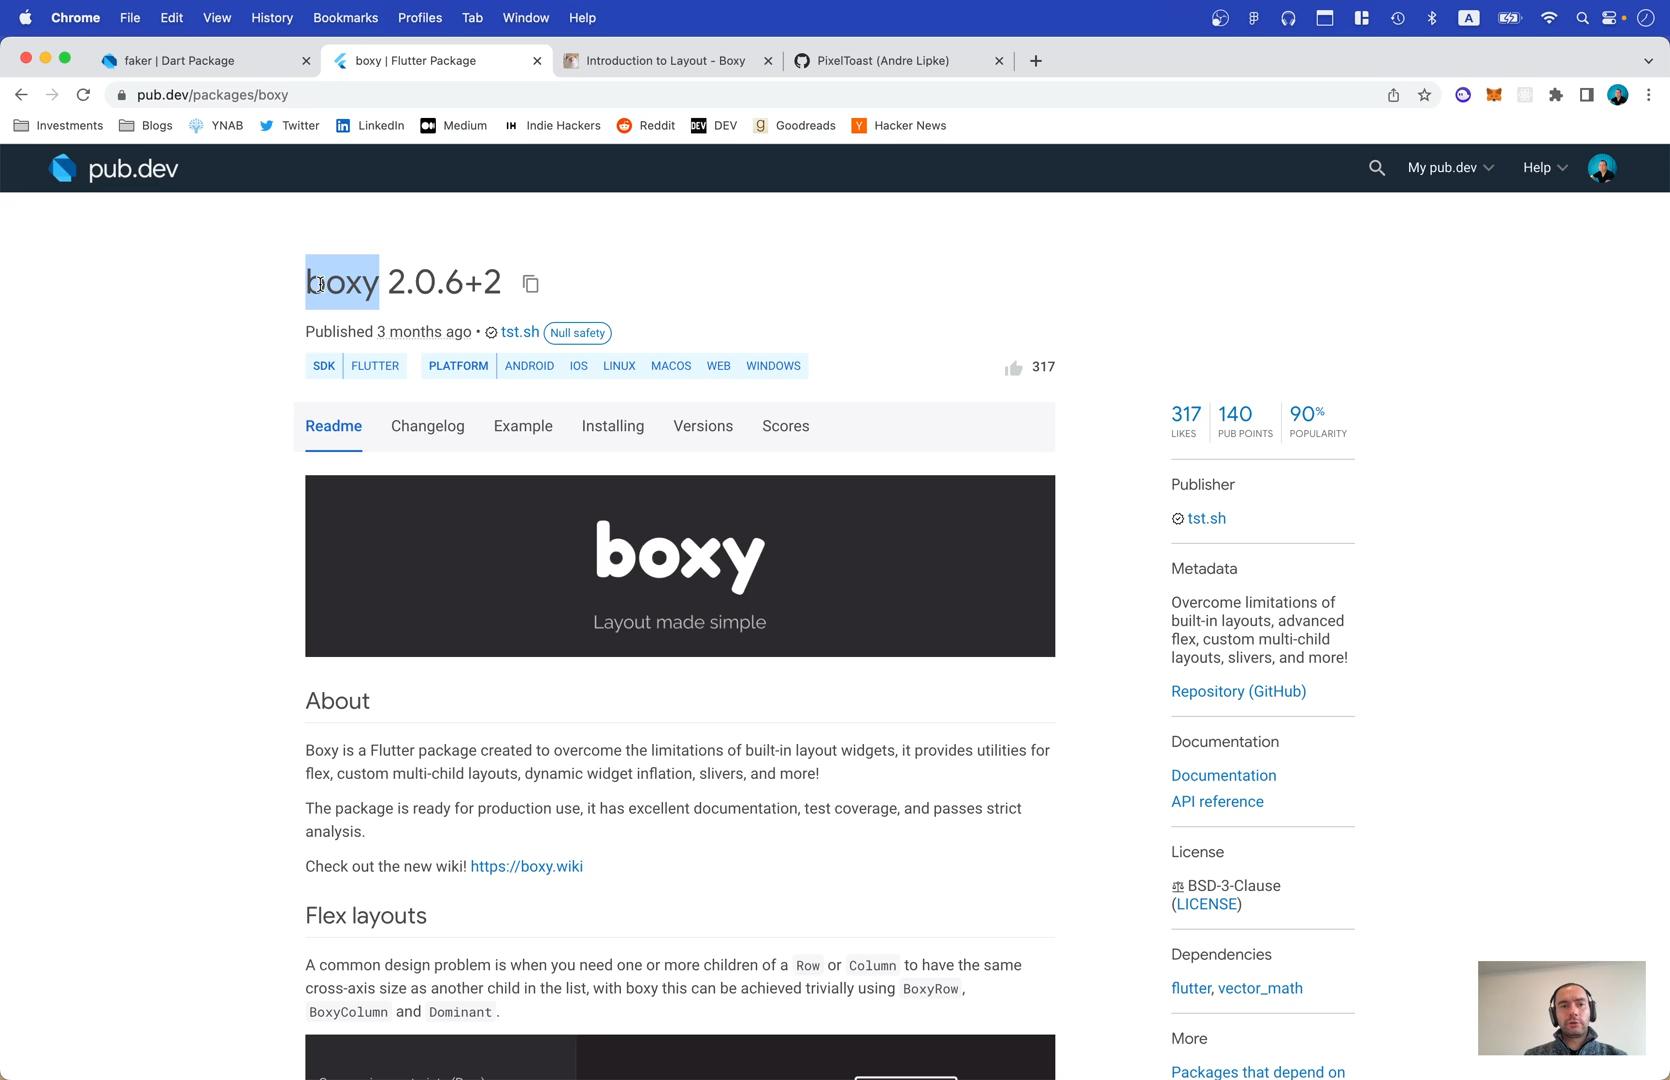 Chrome File Edit View History Bookmarks Profiles Tab Window Help A
faker | Dart Package
boxy | Flutter Package
Introduction to Layout - Boxy
PixelToast (Andre Lipke)
pub.dev/packages/boxy
Investments Blogs YNAB Twitter LinkedIn Medium IH Indie Hackers Reddit DEV DEV Goodreads Hacker News
pub.dev
My pub.dev Help
boxy 2.0.6+2
Published 3 months ago • tst.sh Null safety
SDK FLUTTER PLATFORM ANDROID IOS LINUX MACOS WEB WINDOWS
317
Readme Changelog Example Installing Versions Scores
boxy
Layout made simple
About
Boxy is a Flutter package created to overcome the limitations of built-in layout widgets, it provides utilities for
flex, custom multi-child layouts, dynamic widget inflation, slivers, and more!
The package is ready for production use, it has excellent documentation, test coverage, and passes strict
analysis.
Check out the new wiki! https://boxy.wiki
Flex layouts
A common design problem is when you need one or more children of a Row or Column to have the same
cross-axis size as another child in the list, with boxy this can be achieved trivially using BoxyRow,
BoxyColumn and Dominant.
317 140 90%
LIKES PUB POINTS POPULARITY
Publisher
tst.sh
Metadata
Overcome limitations of
built-in layouts, advanced
flex, custom multi-child
layouts, slivers, and more!
Repository (GitHub)
Documentation
Documentation
API reference
License
BSD-3-Clause
(LICENSE)
Dependencies
flutter, vector_math
More
Packages that depend on